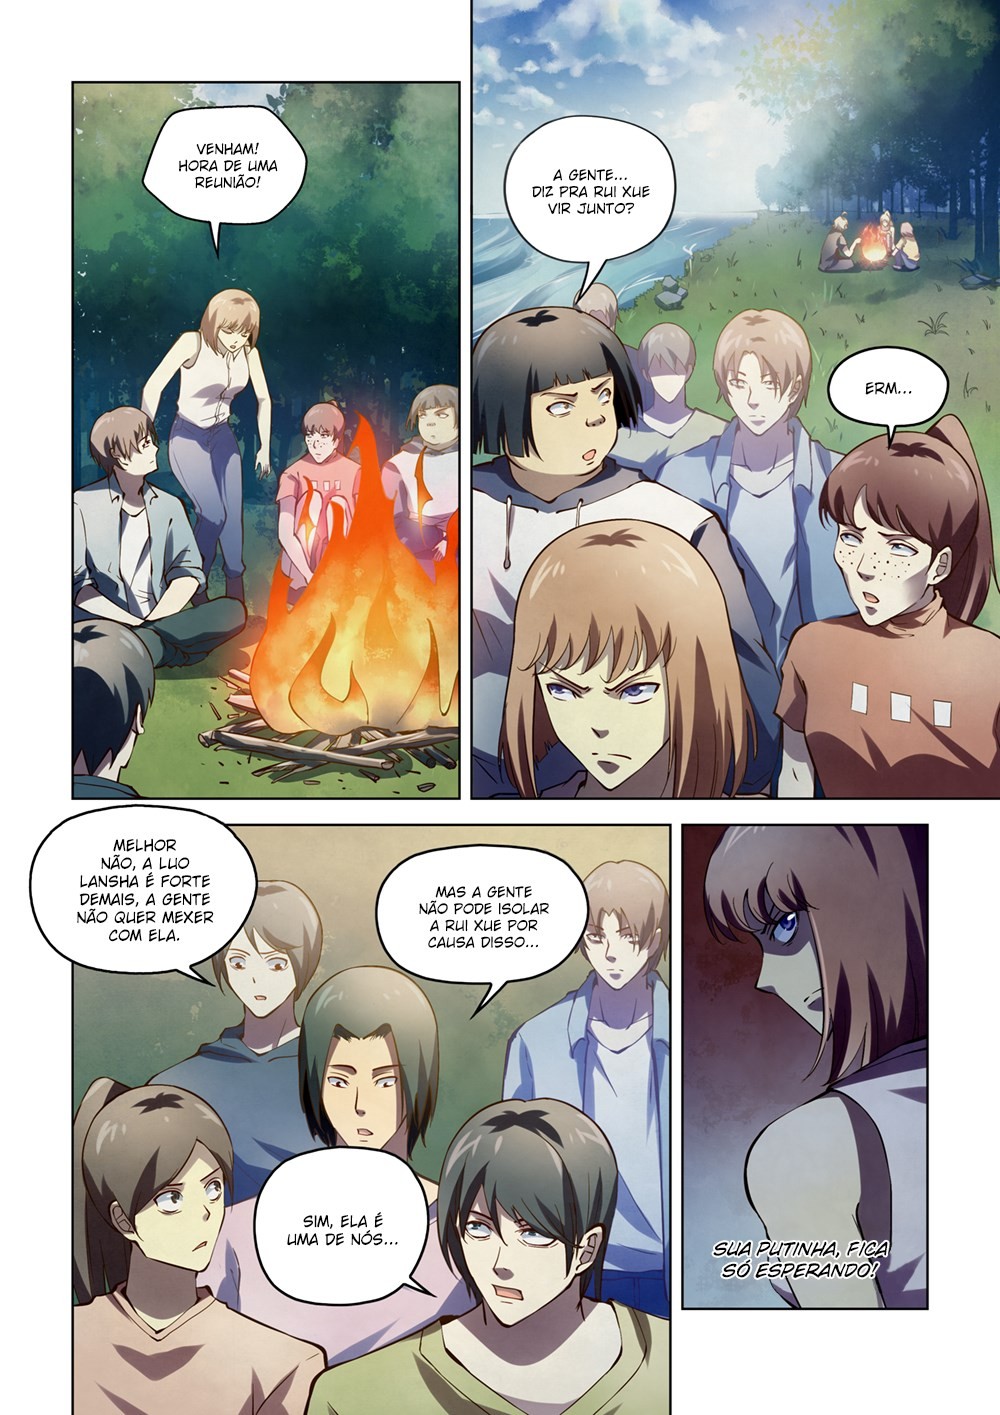 VENHAM!
HORA DE UMA
REUNIÃO!
A GENTE...
DIZ PRA RUI XUE
VIR JUNTO?
ERM...
MELHOR
NÃO, A LUO
LANSHA É FORTE
DEMAIS, A GENTE
NÃO QUER MEXER
COM ELA.
MAS A GENTE
NÃO PODE ISOLAR
A RUI XUE POR
CAUSA DISSO...
SIM, ELA É
UMA DE NÓS...
SUA PUTINHA, FICA
SÓ ESPERANDO!